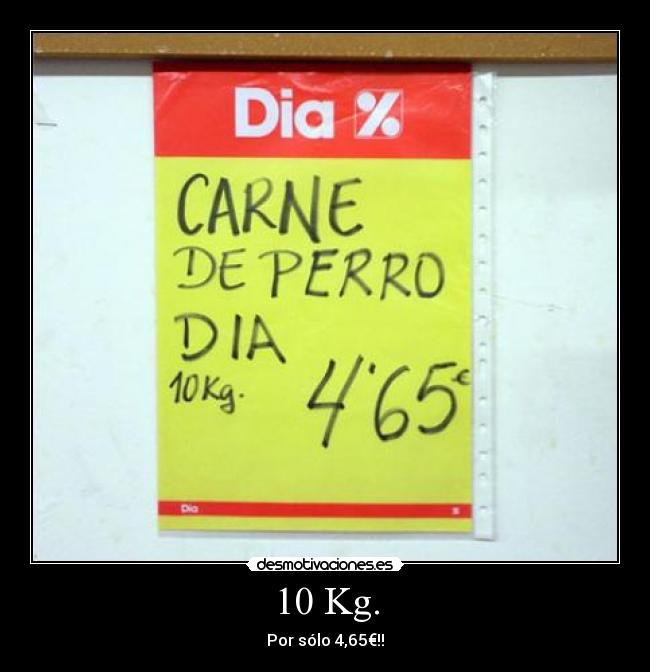 Dia %
CARNE
DE PERRO
DIA
10Kg. 4'65€
Dia
desmotivaciones.es
10 Kg.
Por sólo 4,65€!!